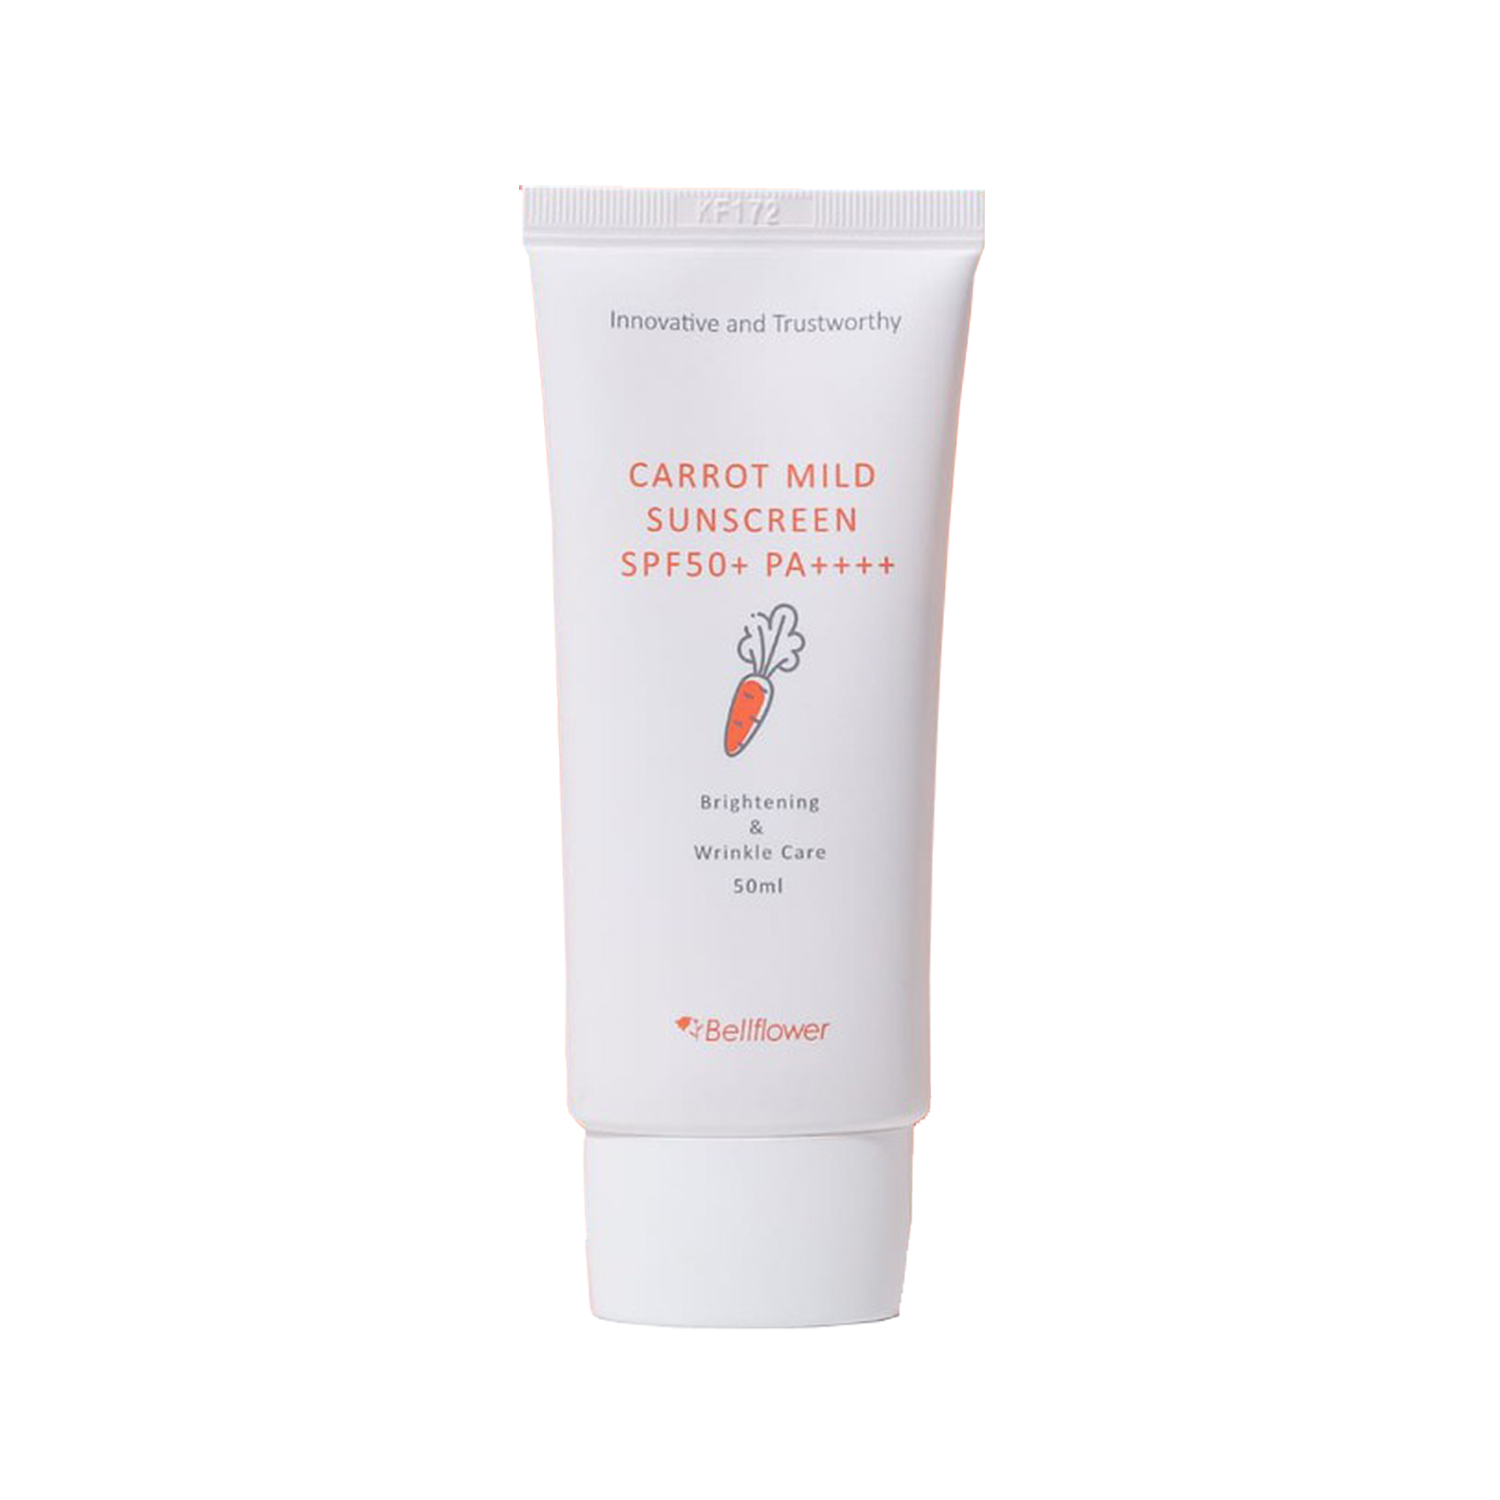 KF172
Innovative and Trustworthy
CARROT MILD
SUNSCREEN
SPF50+ PA++++
Brightening
&
Wrinkle Care
50ml
Bellflower